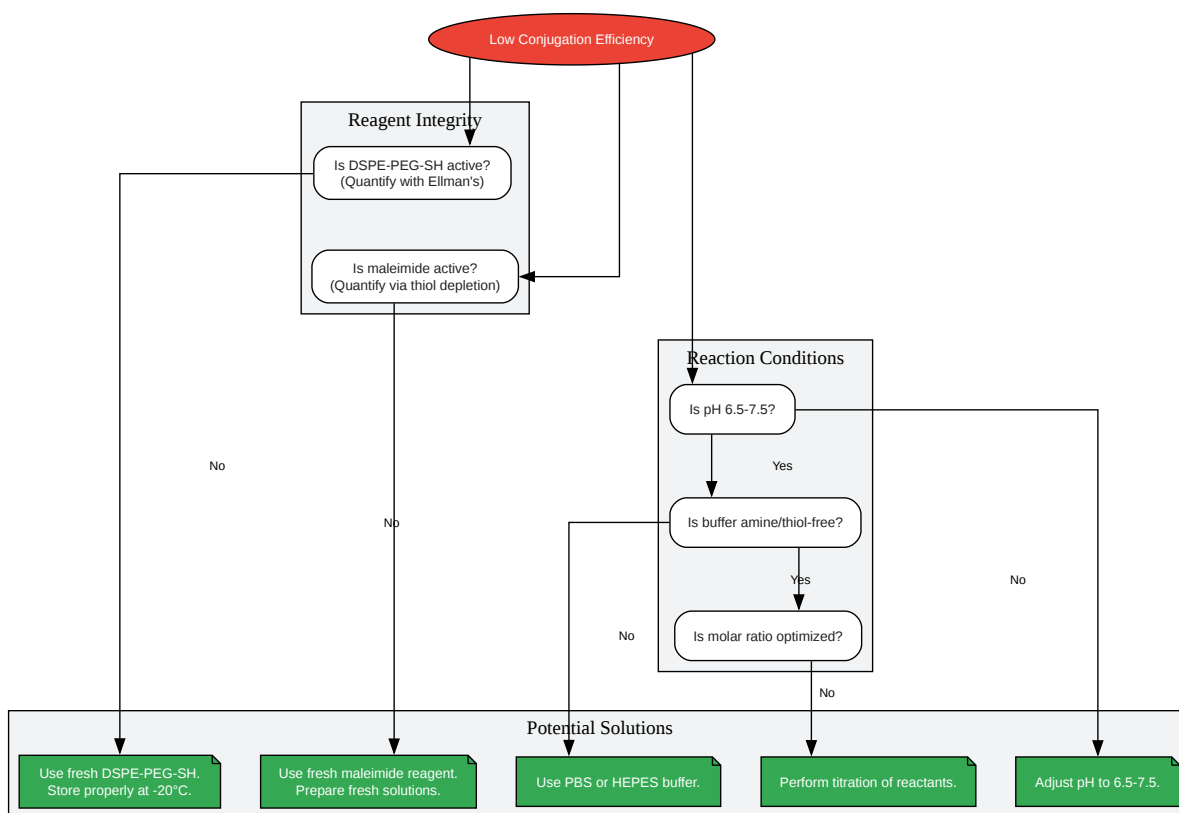 Low Conjugation Efficiency
Reagent Integrity
Is DSPE-PEG-SH active?
(Quantify with Ellman's)
Is maleimide active?
(Quantify via thiol depletion)
Reaction Conditions
Is pH 6.5-7.5?
No
Yes
No
Is buffer amine/thiol-free?
Yes
No
No
Is molar ratio optimized?
No
Potential Solutions
Use fresh DSPE-PEG-SH.
Store properly at -20°C.
Use fresh maleimide reagent.
Prepare fresh solutions.
Use PBS or HEPES buffer.
Perform titration of reactants.
Adjust pH to 6.5-7.5.